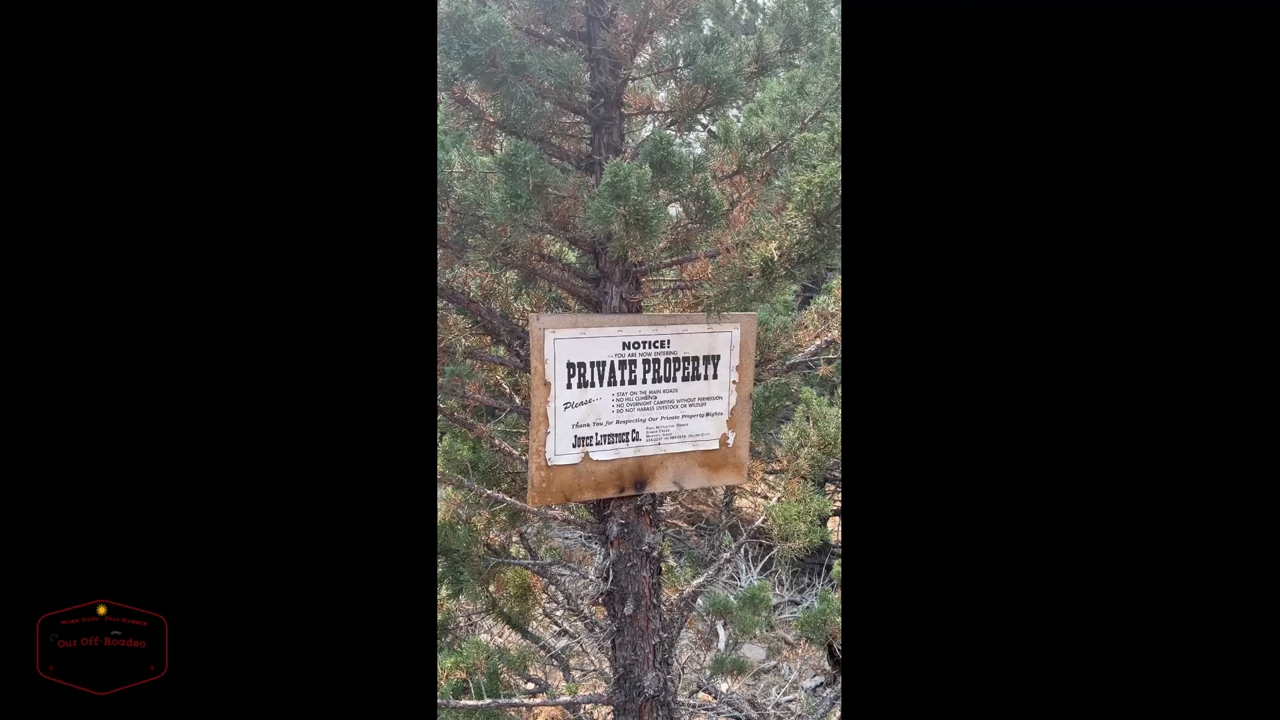 NOTICE!
YOU ARE NOW ENTERING
PRIVATE PROPERTY
Please...
• STAY ON THE MAIN ROADS
• NO HILL CLIMBING
• NO OVERNIGHT CAMPING WITHOUT PERMISSION
• DO NOT HARASS LIVESTOCK OR WILDLIFE
Thank You for Respecting Our Private Property Rights.
JOYCE LIVESTOCK CO.
Our Off-Roadeo